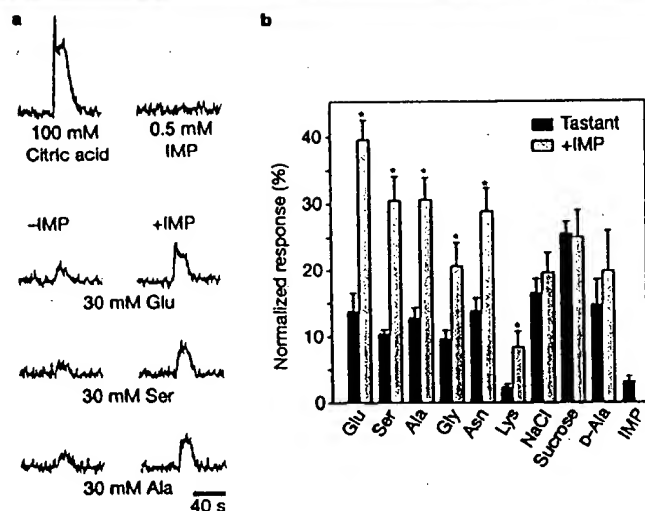 a
100 mM
Citric acid
0.5 mM
IMP
–IMP
+IMP
30 mM Glu
30 mM Ser
30 mM Ala
40 s
b
Normalized response (%)
40
30
20
10
0
Tastant
+IMP
* * * * * *
Glu
Ser
Ala
Gly
Asn
Lys
NaCl
Sucrose
D-Ala
IMP